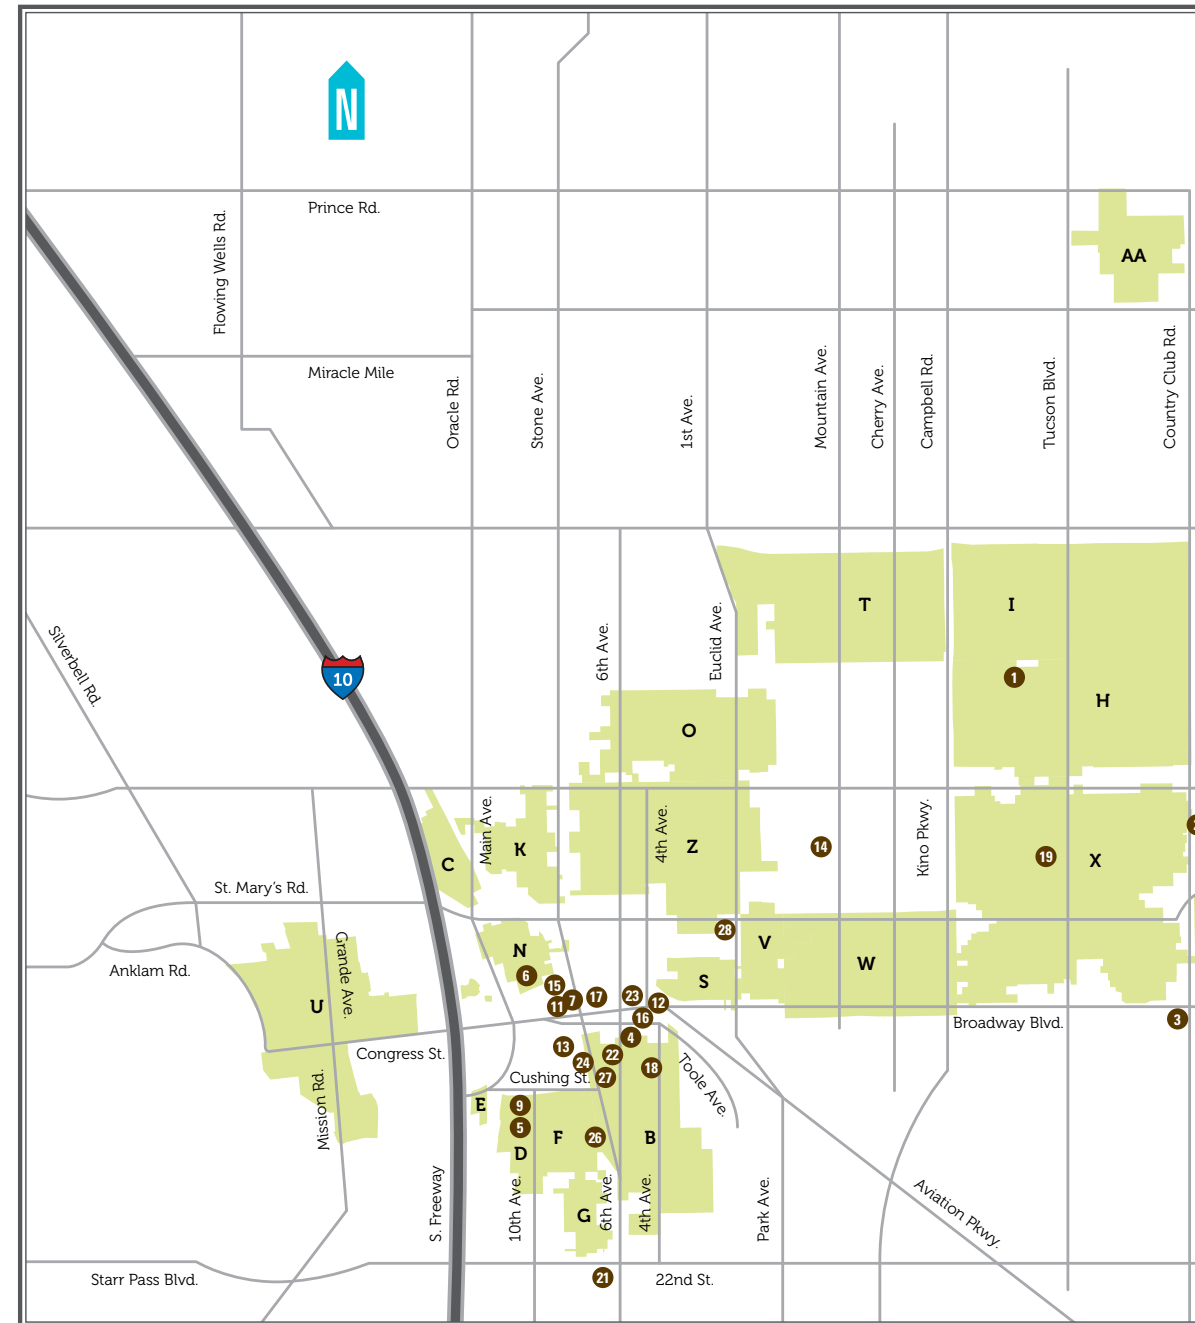 N
Prince Rd.
Flowing Wells Rd.
AA
Miracle Mile
Oracle Rd.
Stone Ave.
1st Ave.
Mountain Ave.
Cherry Ave.
Campbell Rd.
Tucson Blvd.
Country Club Rd.
T
I
Silverbell Rd.
10
6th Ave.
Euclid Ave.
1
H
O
Main Ave.
K
4th Ave.
Z
14
Kino Pkwy.
19
X
C
St. Mary's Rd.
28
V
W
N
6
Anklam Rd.
Grande Ave.
U
S
15
11
7
17
23
12
16
Broadway Blvd.
3
Congress St.
13
4
22
24
18
27
Cushing St.
Toole Ave.
Mission Rd.
E
9
5
D
F
26
B
S. Freeway
10th Ave.
G
6th Ave.
4th Ave.
Park Ave.
Aviation Pkwy.
Starr Pass Blvd.
21
22nd St.